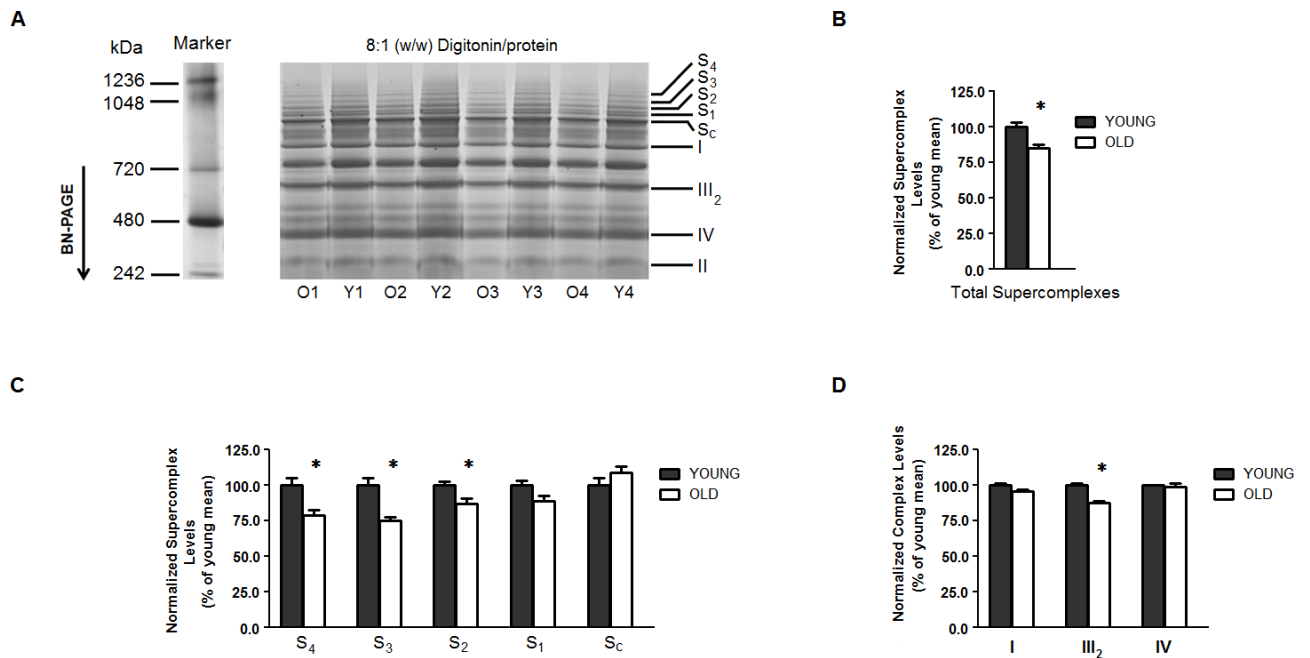 A
kDa
Marker
8:1 (w/w) Digitonin/protein
1236
1048
720
480
242
BN-PAGE
S4
S3
S2
S1
Sc
I
III2
IV
II
O1 Y1 O2 Y2 O3 Y3 O4 Y4
B
Normalized Supercomplex
Levels
(% of young mean)
125.0
100.0
75.0
50.0
25.0
0.0
*
YOUNG
OLD
Total Supercomplexes
C
Normalized Supercomplex
Levels
(% of young mean)
125.0
100.0
75.0
50.0
25.0
0.0
* * *
YOUNG
OLD
S4 S3 S2 S1 Sc
D
Normalized Complex Levels
(% of young mean)
125.0
100.0
75.0
50.0
25.0
0.0
*
YOUNG
OLD
I III2 IV